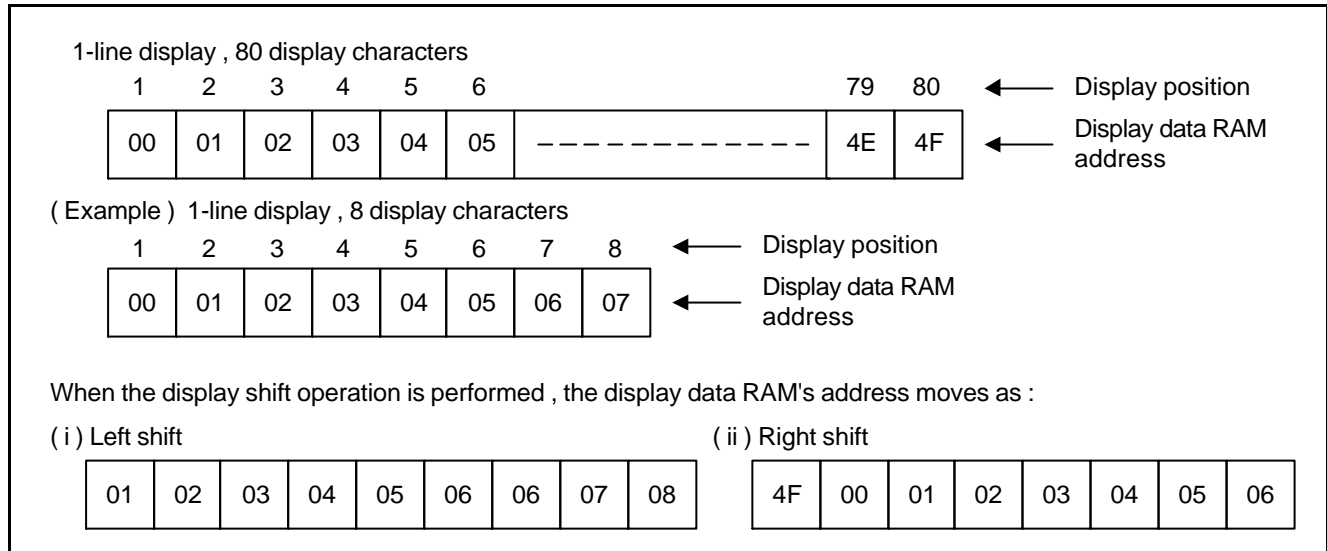 1-line display , 80 display characters
1 2 3 4 5 6 79 80 Display position
00 01 02 03 04 05 4E 4F Display data RAM address
( Example ) 1-line display , 8 display characters
1 2 3 4 5 6 7 8 Display position
00 01 02 03 04 05 06 07 Display data RAM address
When the display shift operation is performed , the display data RAM's address moves as :
( i ) Left shift ( ii ) Right shift
01 02 03 04 05 06 06 07 08 4F 00 01 02 03 04 05 06